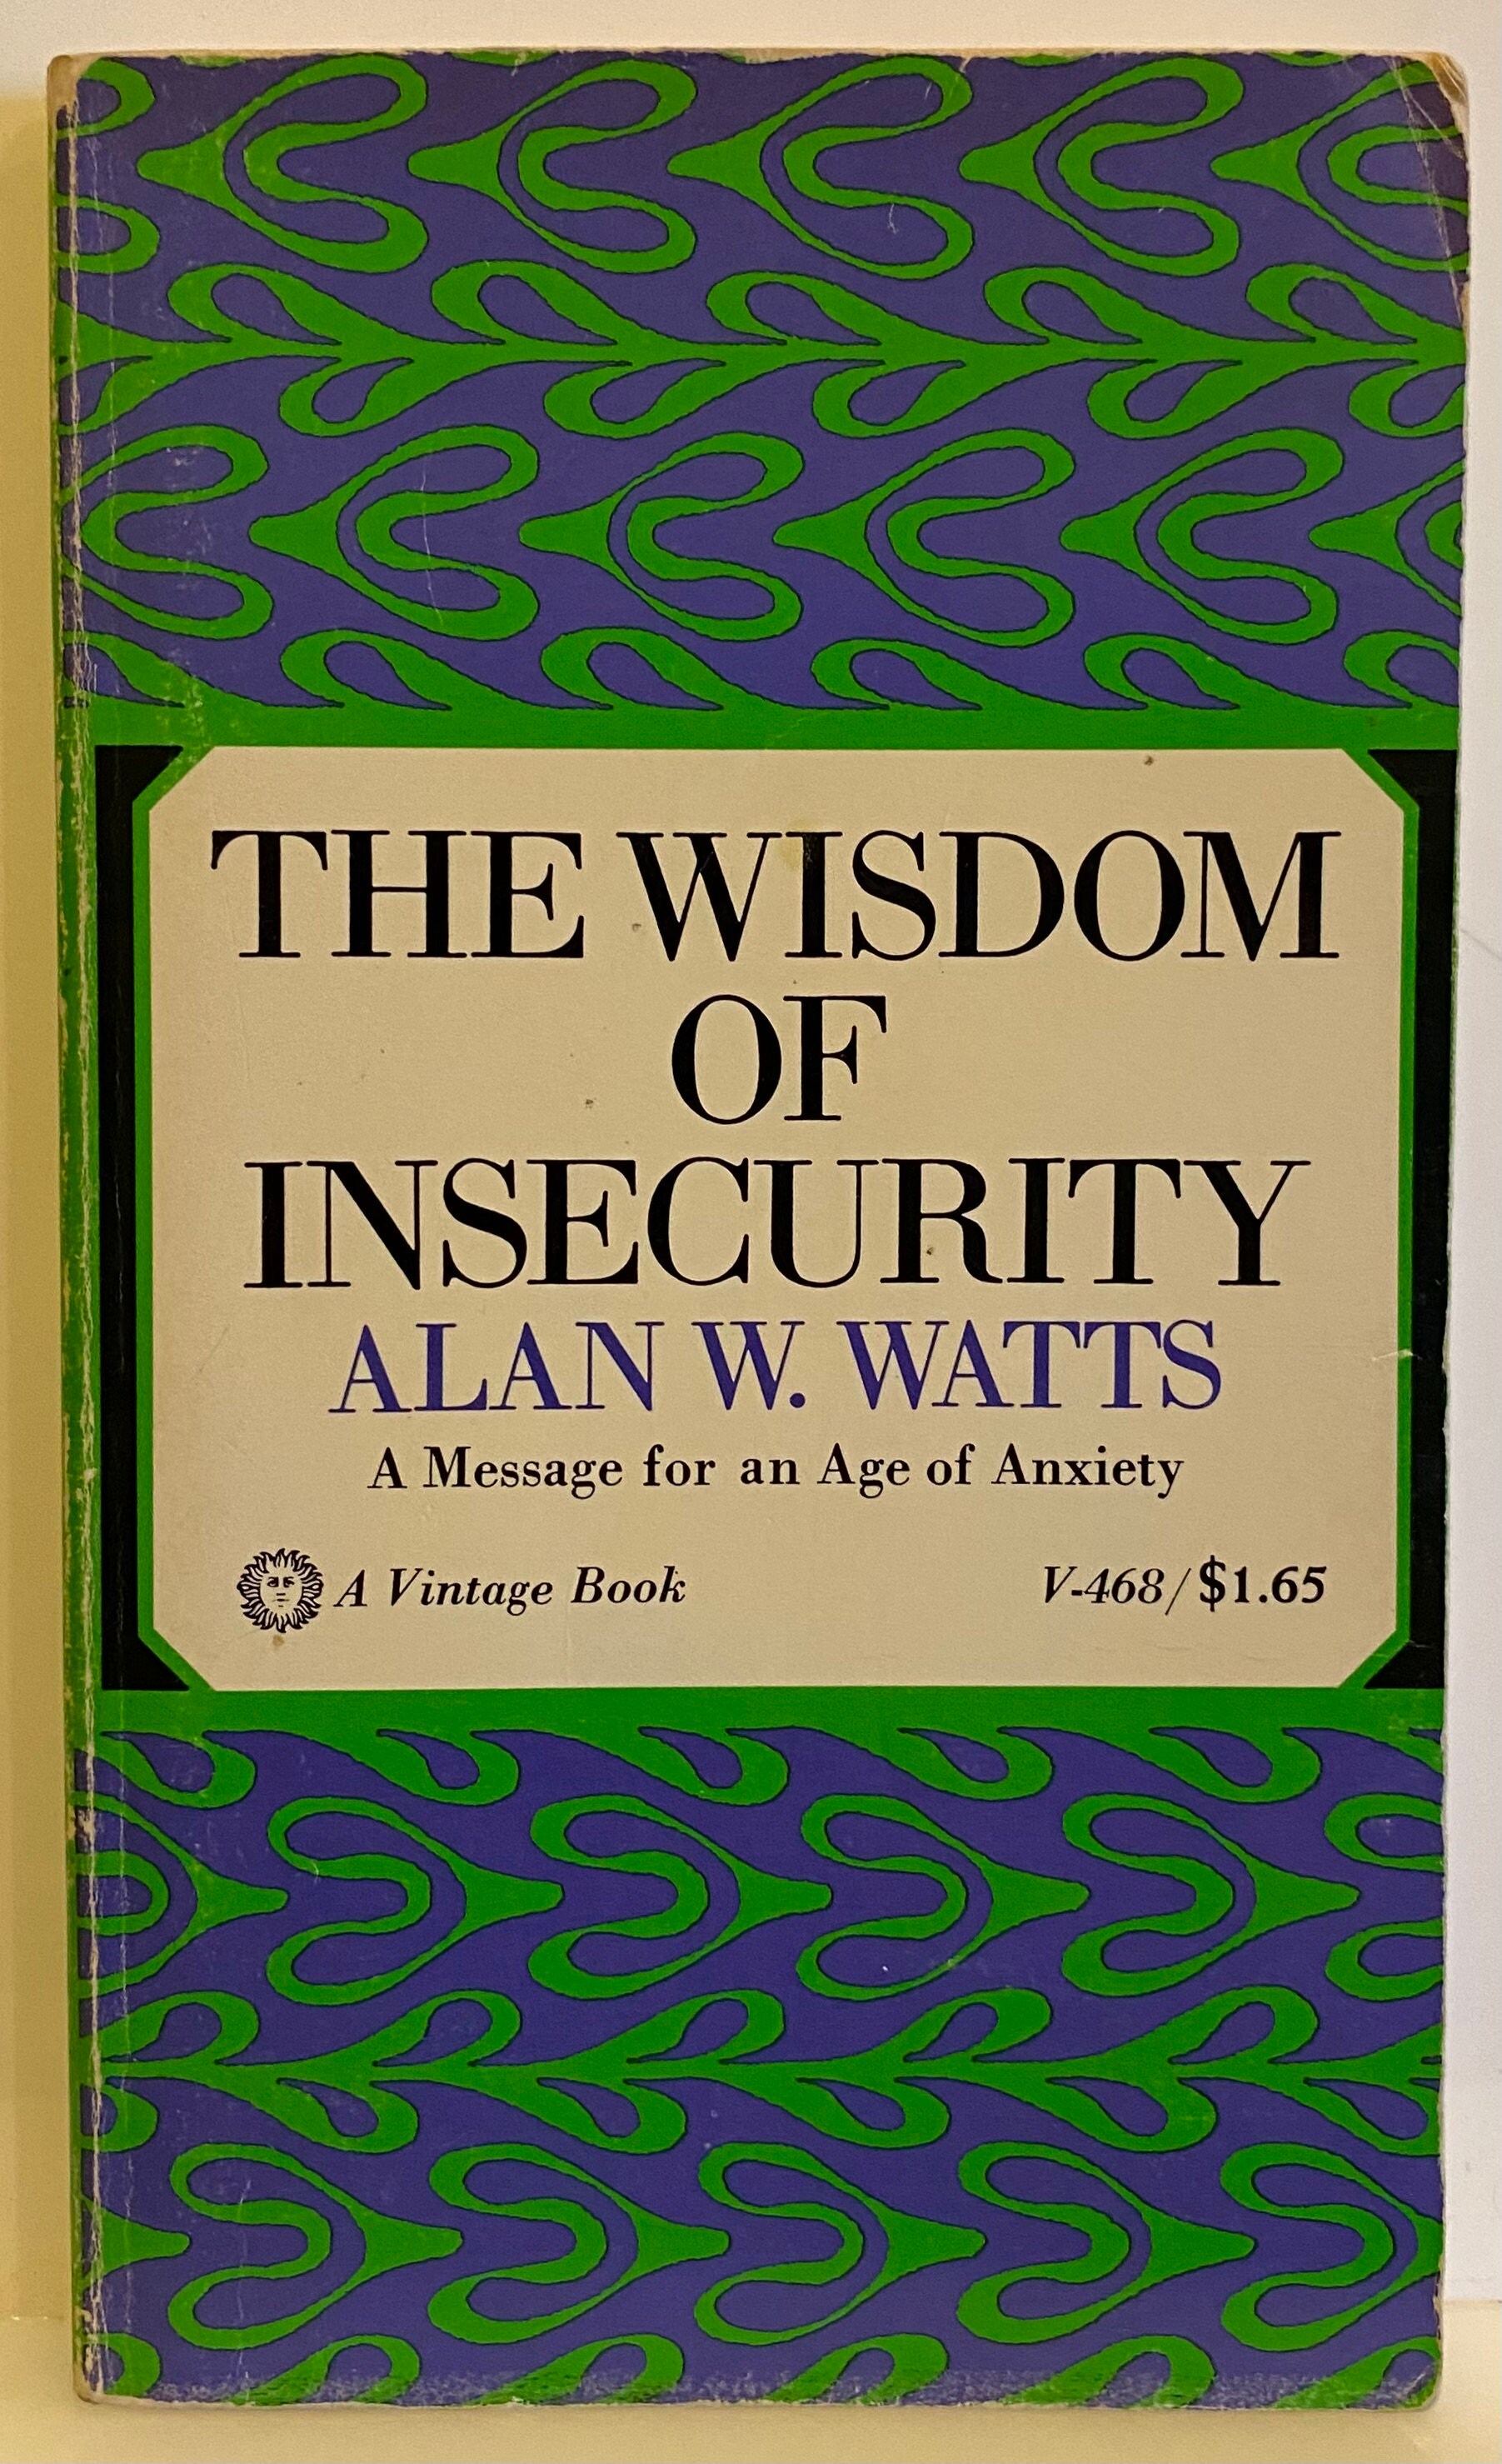 THE WISDOM
OF
INSECURITY
ALAN W. WATTS
A Message for an Age of Anxiety
A Vintage Book V-468/$1.65